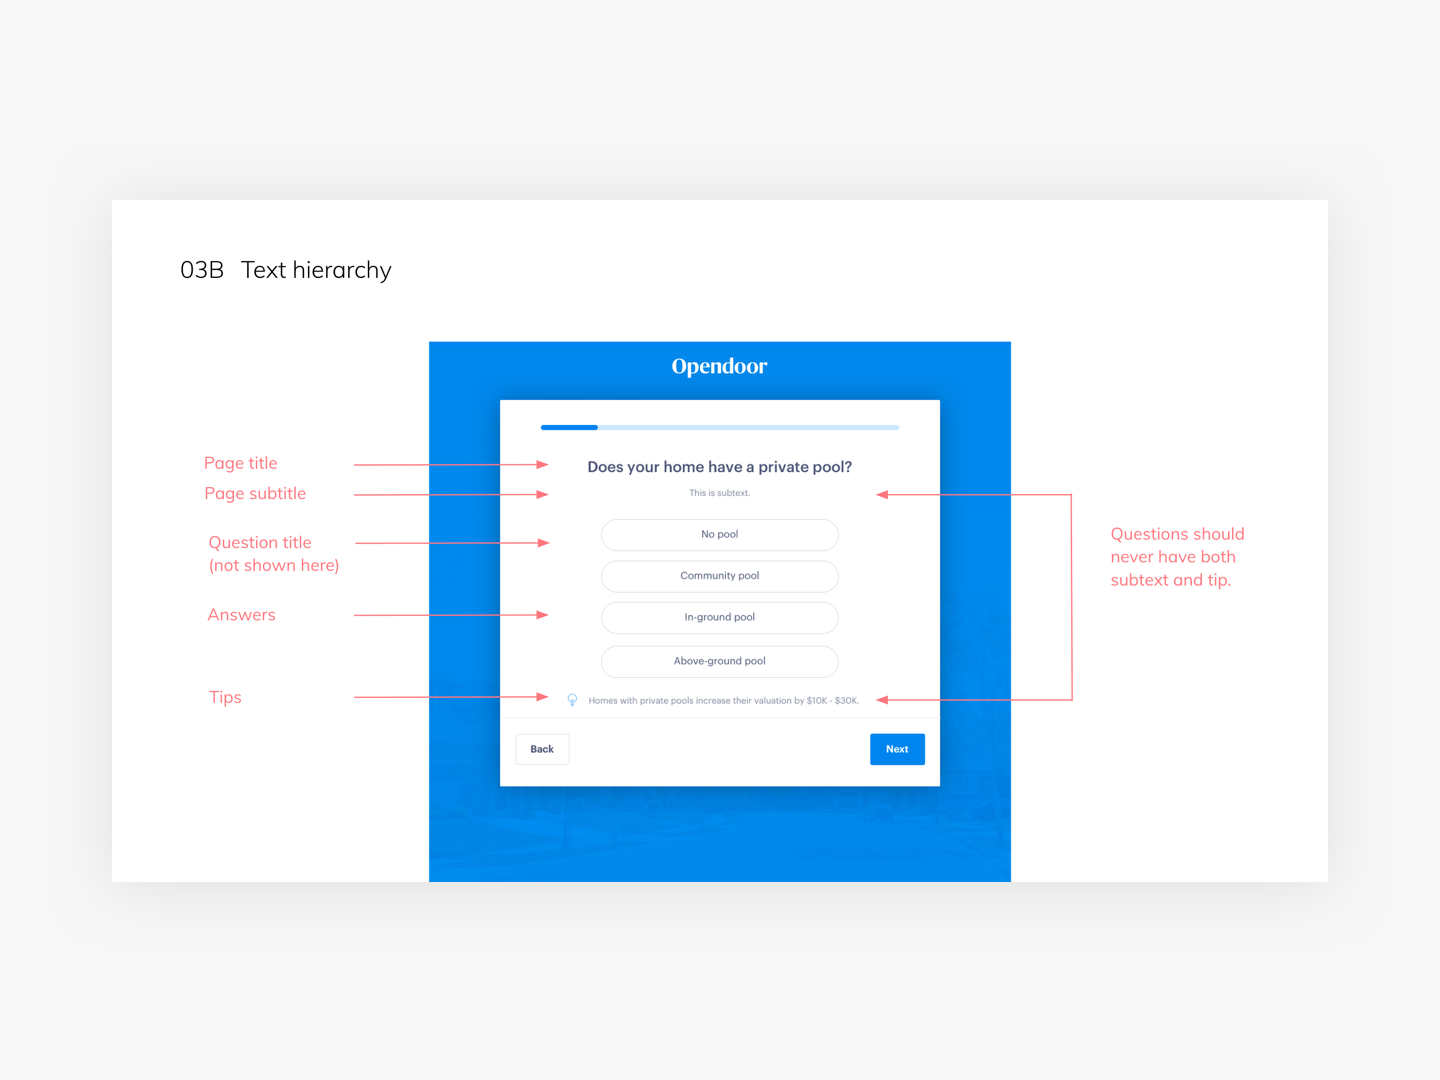 03B Text hierarchy
Opendoor
Page title
Does your home have a private pool?
Page subtitle
This is subtext.
Question title
(not shown here)
No pool
Community pool
Answers
In-ground pool
Above-ground pool
Tips
Homes with private pools increase their valuation by $10K - $30K.
Questions should
never have both
subtext and tip.
Back
Next